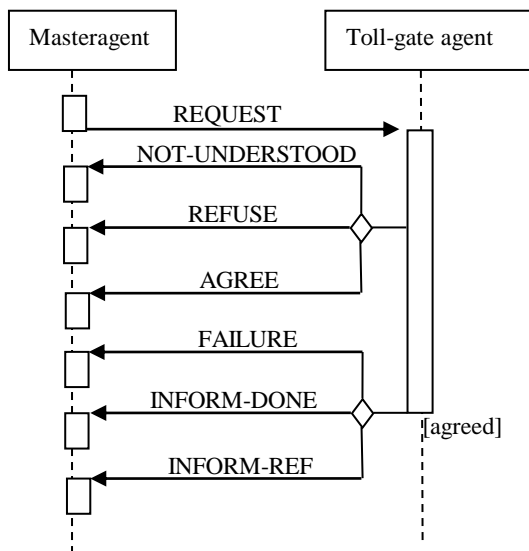 Masteragent
Toll-gate agent
REQUEST
NOT-UNDERSTOOD
REFUSE
AGREE
FAILURE
INFORM-DONE
[agreed]
INFORM-REF